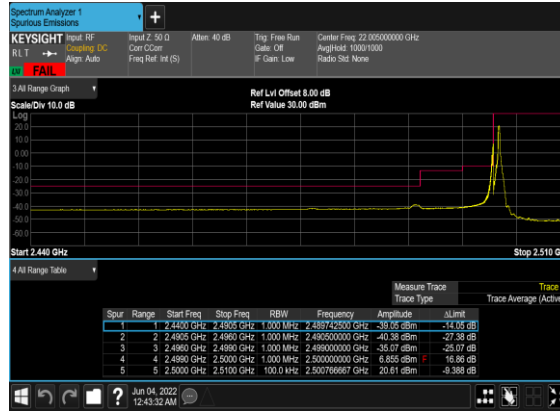 Spectrum Analyzer 1
Spurious Emissions
KEYSIGHT
RLT
LV FAIL
Input: RF
Coupling: DC
Align: Auto
Input Z: 50 Ω
Corr CCorr
Freq Ref: Int (S)
Atten: 40 dB
Trig: Free Run
Gate: Off
IF Gain: Low
Center Freq: 22.005000000 GHz
Avg|Hold: 1000/1000
Radio Std: None
3 All Range Graph
Scale/Div 10.0 dB
Ref Lvl Offset 8.00 dB
Ref Value 30.00 dBm
Log
20.0
10.0
0.00
-10.0
-20.0
-30.0
-40.0
-50.0
-60.0
Start 2.440 GHz
Stop 2.510 G
4 All Range Table
Measure Trace Trace
Trace Type Trace Average (Active
Spur Range Start Freq Stop Freq RBW Frequency Amplitude ΔLimit
1 1 2.4400 GHz 2.4905 GHz 1.000 MHz 2.489742500 GHz -39.05 dBm -14.05 dB
2 2 2.4905 GHz 2.4960 GHz 1.000 MHz 2.490500000 GHz -40.38 dBm -27.38 dB
3 3 2.4960 GHz 2.4990 GHz 1.000 MHz 2.499000000 GHz -35.07 dBm -25.07 dB
4 4 2.4990 GHz 2.5000 GHz 1.000 MHz 2.500000000 GHz 6.855 dBm F 16.86 dB
5 5 2.5000 GHz 2.5100 GHz 100.0 kHz 2.500766667 GHz 20.61 dBm -9.388 dB
?
Jun 04, 2022
12:43:32 AM